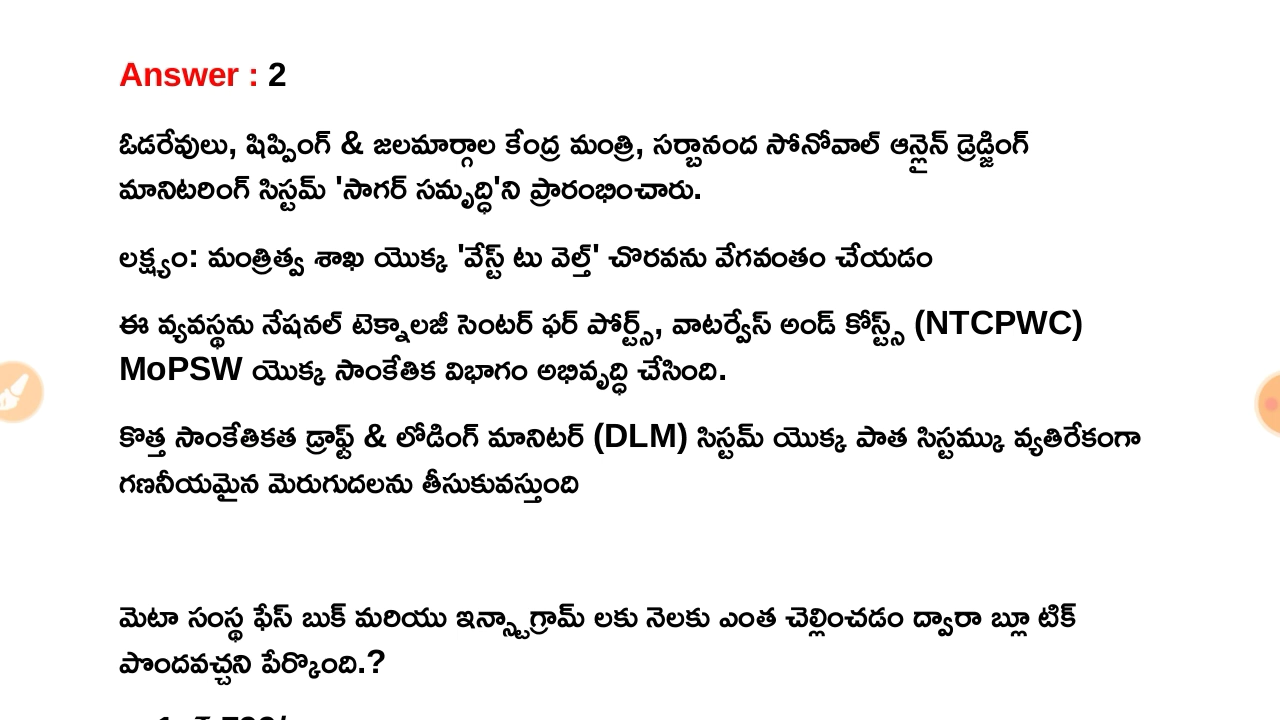 Answer : 2
ఓడరేవులు, షిప్పింగ్ & జలమార్గాల కేంద్ర మంత్రి, సర్బానంద సోనోవాల్ ఆన్లైన్ డ్రెడ్జింగ్
మానిటరింగ్ సిస్టమ్ 'సాగర్ సమృద్ధి'ని ప్రారంభించారు.
లక్ష్యం: మంత్రిత్వ శాఖ యొక్క 'వేస్ట్ టు వెల్త్' చొరవను వేగవంతం చేయడం
ఈ వ్యవస్థను నేషనల్ టెక్నాలజీ సెంటర్ ఫర్ పోర్ట్స్, వాటర్వేస్ అండ్ కోస్ట్స్ (NTCPWC)
MoPSW యొక్క సాంకేతిక విభాగం అభివృద్ధి చేసింది.
కొత్త సాంకేతికత డ్రాఫ్ట్ & లోడింగ్ మానిటర్ (DLM) సిస్టమ్ యొక్క పాత సిస్టమ్కు వ్యతిరేకంగా
గణనీయమైన మెరుగుదలను తీసుకువస్తుంది
మెటా సంస్థ ఫేస్ బుక్ మరియు ఇన్స్టాగ్రామ్ లకు నెలకు ఎంత చెల్లించడం ద్వారా బ్లూ టిక్
పొందవచ్చని పేర్కొంది.?